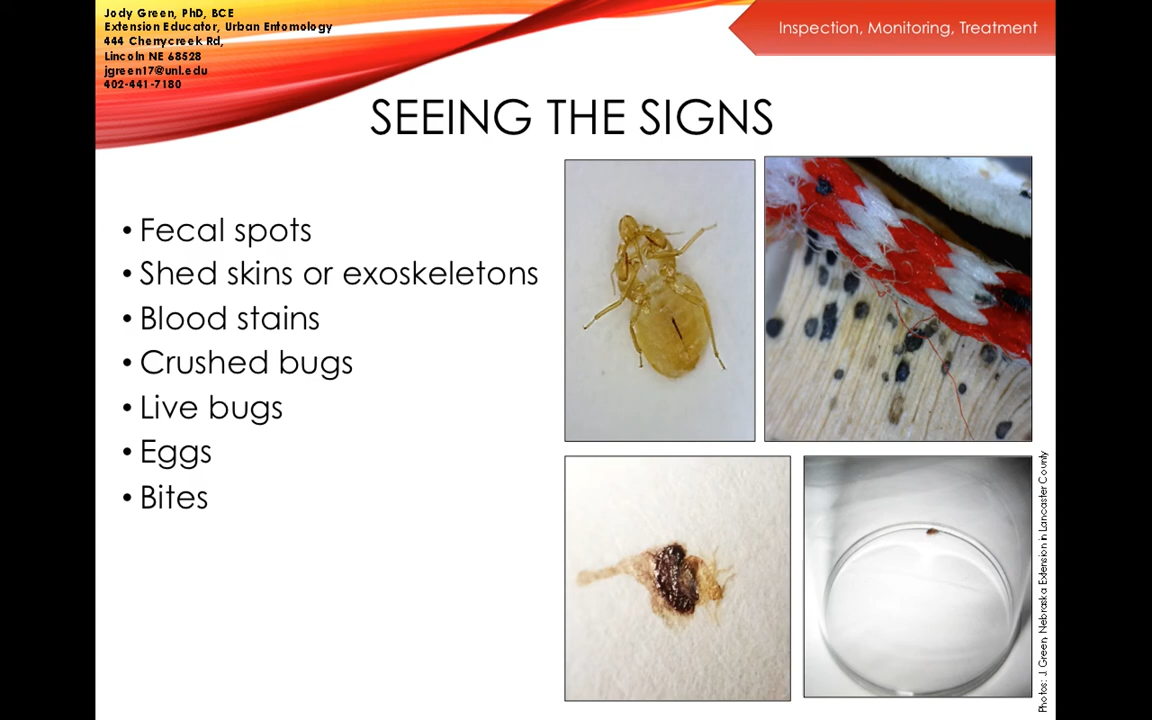 Jody Green, PhD, BCE
Extension Educator, Urban Entomology
444 Cherrycreek Rd,
Lincoln NE 68528
jgreen17@unl.edu
402-441-7180
Inspection, Monitoring, Treatment
SEEING THE SIGNS
• Fecal spots
• Shed skins or exoskeletons
• Blood stains
• Crushed bugs
• Live bugs
• Eggs
• Bites
Photos: J. Green, Nebraska Extension in Lancaster County